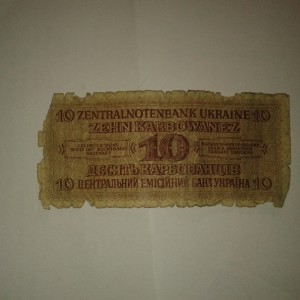 10 ZENTRALNOTENBANK UKRAINE 10
ZEHN KARBOWANEZ
10
ДЕСЯТЬ КАРБОВАНЦІВ
10 ЦЕНТРАЛЬНИЙ ЕМІСІЙНИЙ БАНК УКРАЇНА 10